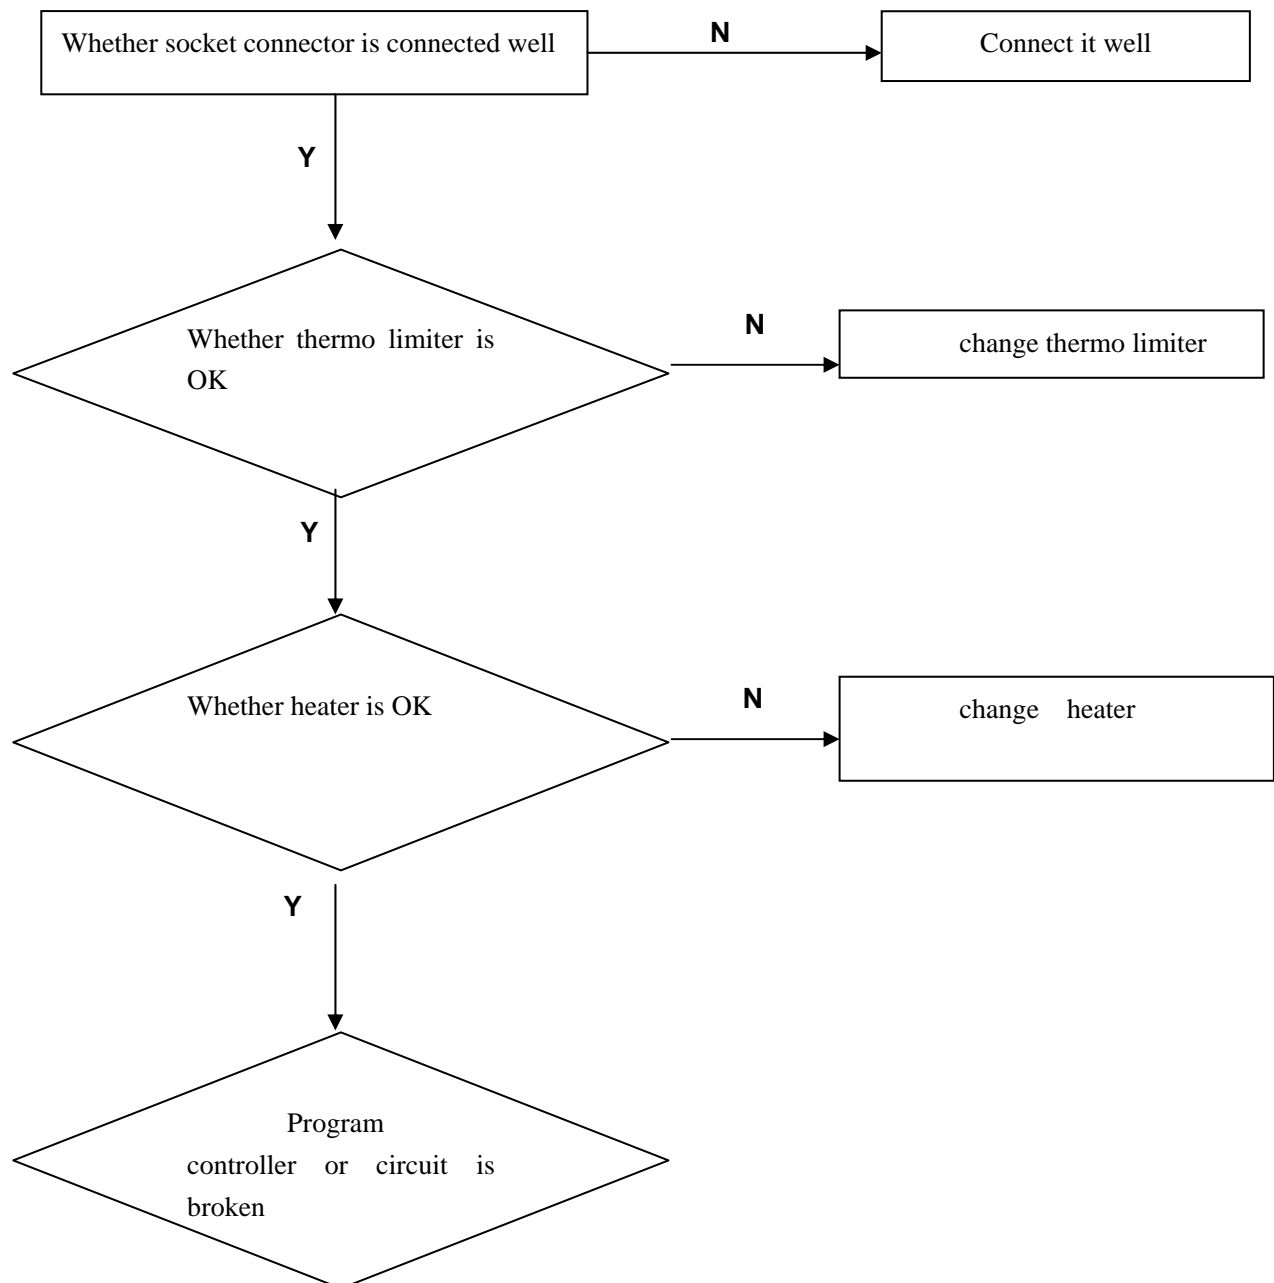 Whether socket connector is connected well
N
Connect it well
Y
Whether thermo limiter is
OK
N
change thermo limiter
Y
Whether heater is OK
N
change heater
Y
Program
controller or circuit is
broken